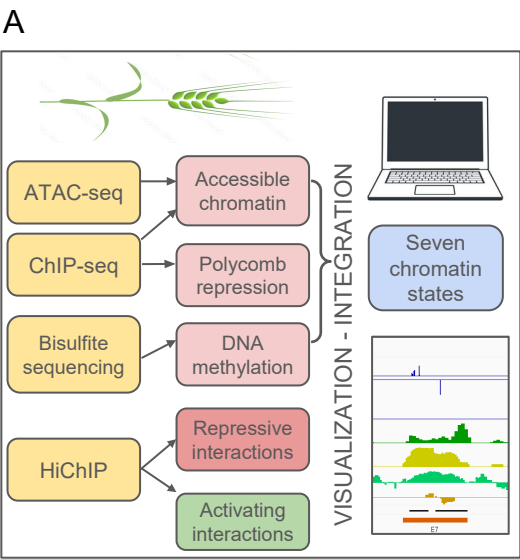 A
ATAC-seq
Accessible
chromatin
ChIP-seq
Polycomb
repression
Bisulfite
sequencing
DNA
methylation
HiChIP
Repressive
interactions
Activating
interactions
VISUALIZATION - INTEGRATION
Seven
chromatin
states
E7